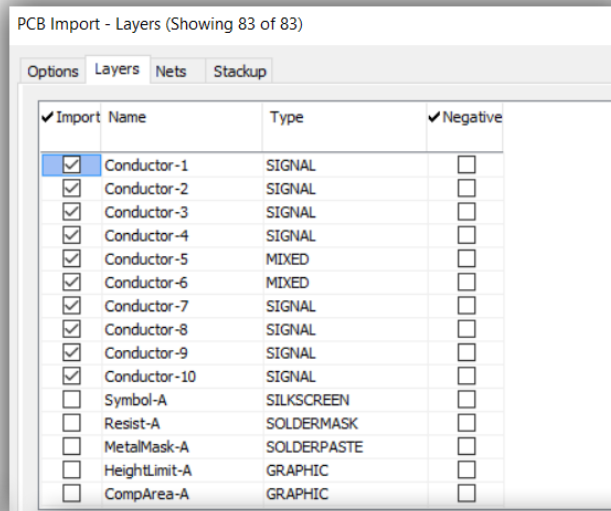 PCB Import - Layers (Showing 83 of 83)
Options Layers Nets Stackup
Import Name Type Negative
Conductor-1 SIGNAL
Conductor-2 SIGNAL
Conductor-3 SIGNAL
Conductor-4 SIGNAL
Conductor-5 MIXED
Conductor-6 MIXED
Conductor-7 SIGNAL
Conductor-8 SIGNAL
Conductor-9 SIGNAL
Conductor-10 SIGNAL
Symbol-A SILKSCREEN
Resist-A SOLDERMASK
MetalMask-A SOLDERPASTE
HeightLimit-A GRAPHIC
CompArea-A GRAPHIC